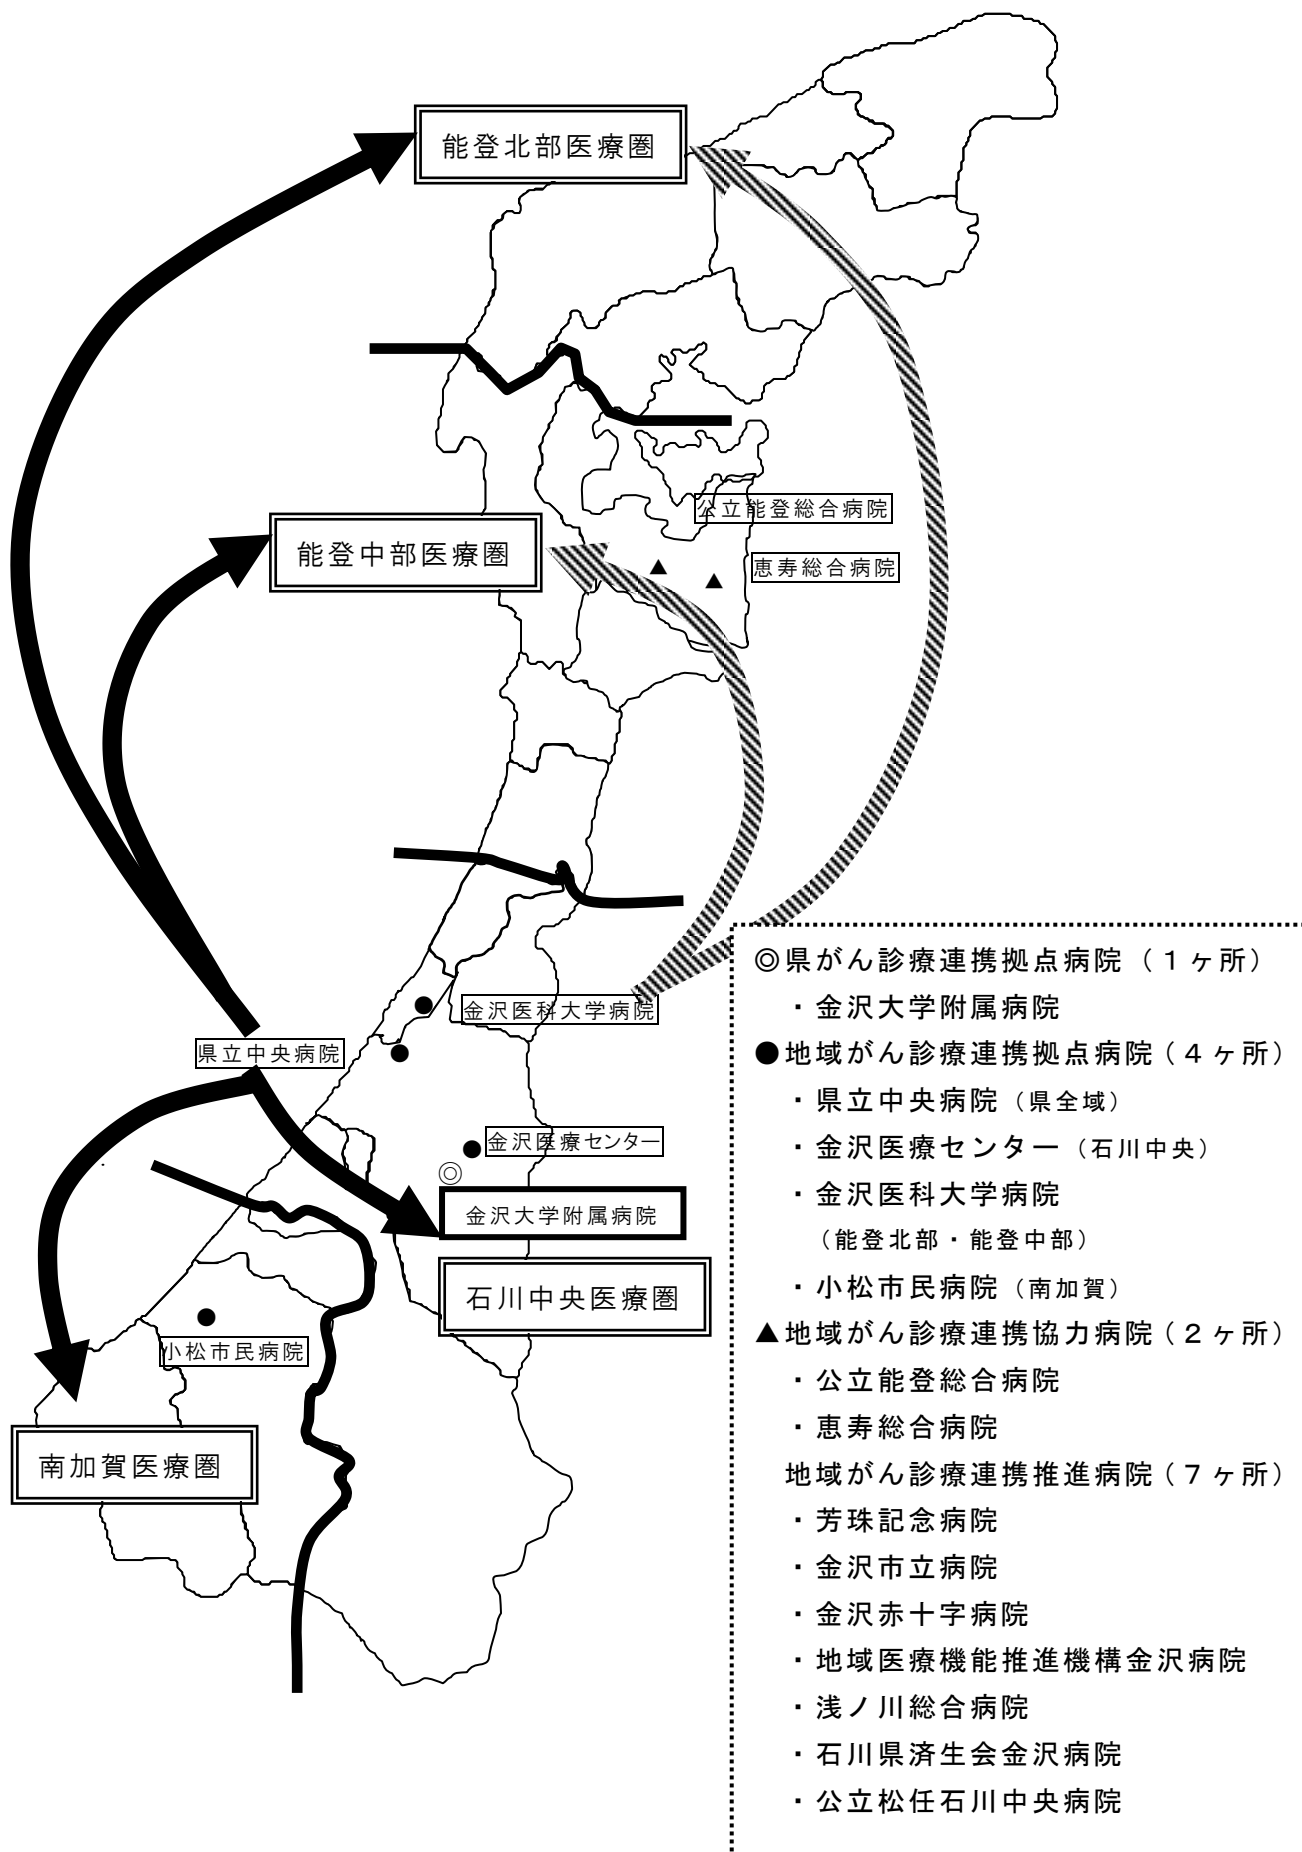 能登北部医療圏
公立能登総合病院
能登中部医療圏
恵寿総合病院
金沢医科大学病院
県立中央病院
金沢医療センター
◎
金沢大学附属病院
石川中央医療圏
小松市民病院
南加賀医療圏
◎県がん診療連携拠点病院（１ヶ所）
・金沢大学附属病院
●地域がん診療連携拠点病院（４ヶ所）
・県立中央病院（県全域）
・金沢医療センター（石川中央）
・金沢医科大学病院
（能登北部・能登中部）
・小松市民病院（南加賀）
▲地域がん診療連携協力病院（２ヶ所）
・公立能登総合病院
・恵寿総合病院
地域がん診療連携推進病院（７ヶ所）
・芳珠記念病院
・金沢市立病院
・金沢赤十字病院
・地域医療機能推進機構金沢病院
・浅ノ川総合病院
・石川県済生会金沢病院
・公立松任石川中央病院